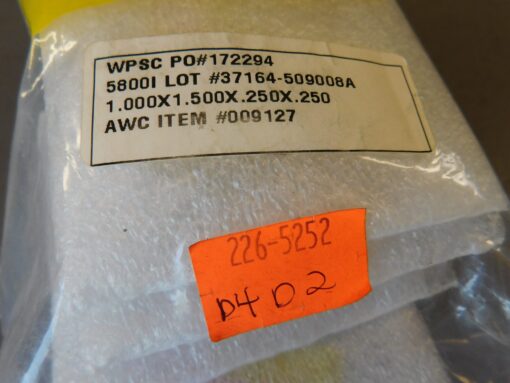 WPSC PO#172294
5800I LOT #37164-509008A
1.000X1.500X.250X.250
AWC ITEM #009127
226-5252
D4 D2